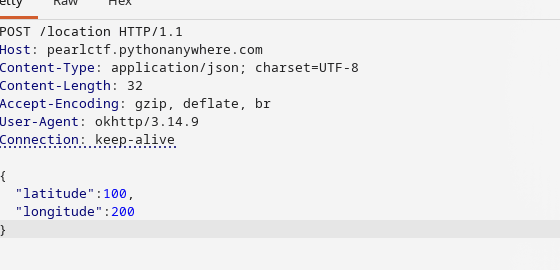 etty Raw Hex
POST /location HTTP/1.1
Host: pearlctf.pythonanywhere.com
Content-Type: application/json; charset=UTF-8
Content-Length: 32
Accept-Encoding: gzip, deflate, br
User-Agent: okhttp/3.14.9
Connection: keep-alive
{
"latitude":100,
"longitude":200
}